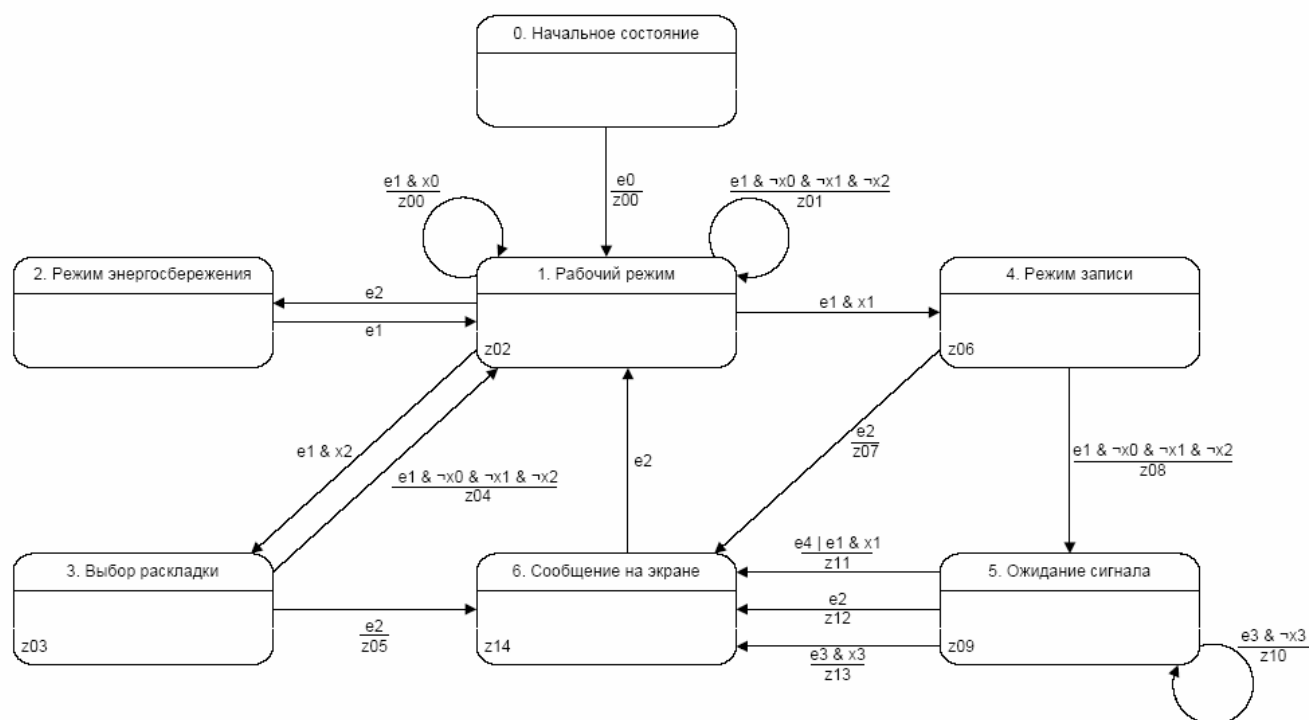 0. Начальное состояние
e1 & x0
z00
e0
z00
e1 & ¬x0 & ¬x1 & ¬x2
z01
2. Режим энергосбережения
1. Рабочий режим
4. Режим записи
e2
e1
e1 & x1
z02
z06
e1 & x2
e1 & ¬x0 & ¬x1 & ¬x2
z04
e2
e2
z07
e1 & ¬x0 & ¬x1 & ¬x2
z08
3. Выбор раскладки
6. Сообщение на экране
5. Ожидание сигнала
e4 | e1 & x1
z11
e2
z12
e3 & x3
z13
e2
z05
z03
z14
z09
e3 & ¬x3
z10